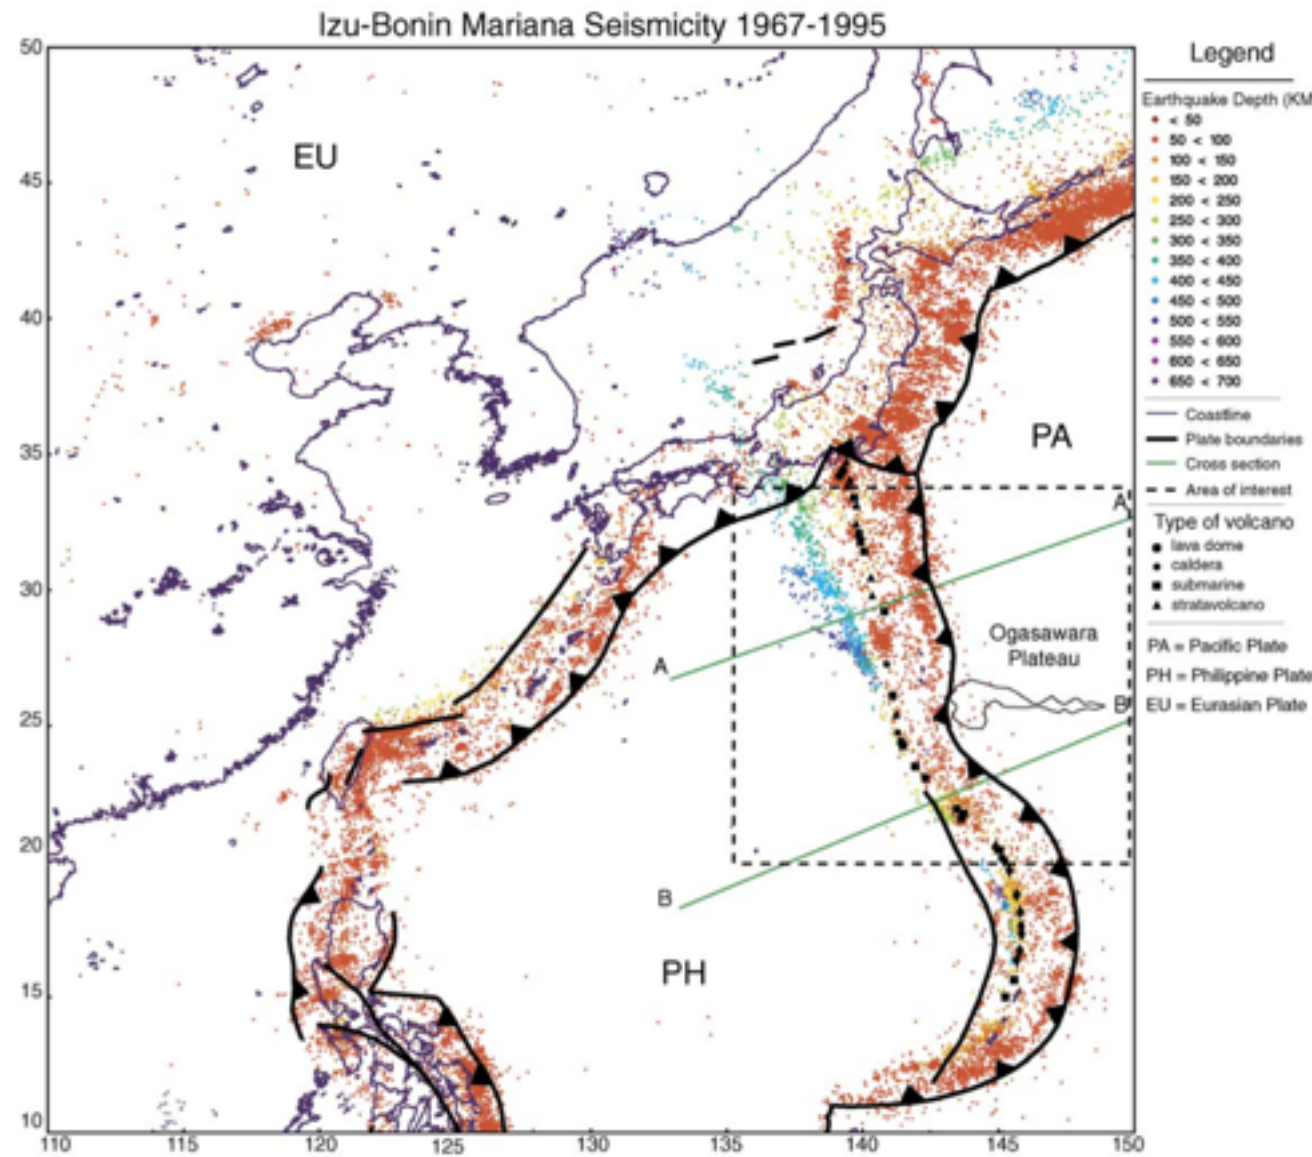 Izu-Bonin Mariana Seismicity 1967-1995
50
45
40
35
30
25
20
15
10
110
115
120
125
130
135
140
145
150
EU
PA
PH
A
A
B
B
Ogasawara
Plateau
Legend
Earthquake Depth (KM
< 50
50 < 100
100 < 150
150 < 200
200 < 250
250 < 300
300 < 350
350 < 400
400 < 450
450 < 500
500 < 550
550 < 600
600 < 650
650 < 700
Coastline
Plate boundaries
Cross section
Area of interest
Type of volcano
lava dome
caldera
submarine
stratavolcano
PA = Pacific Plate
PH = Philippine Plate
EU = Eurasian Plate